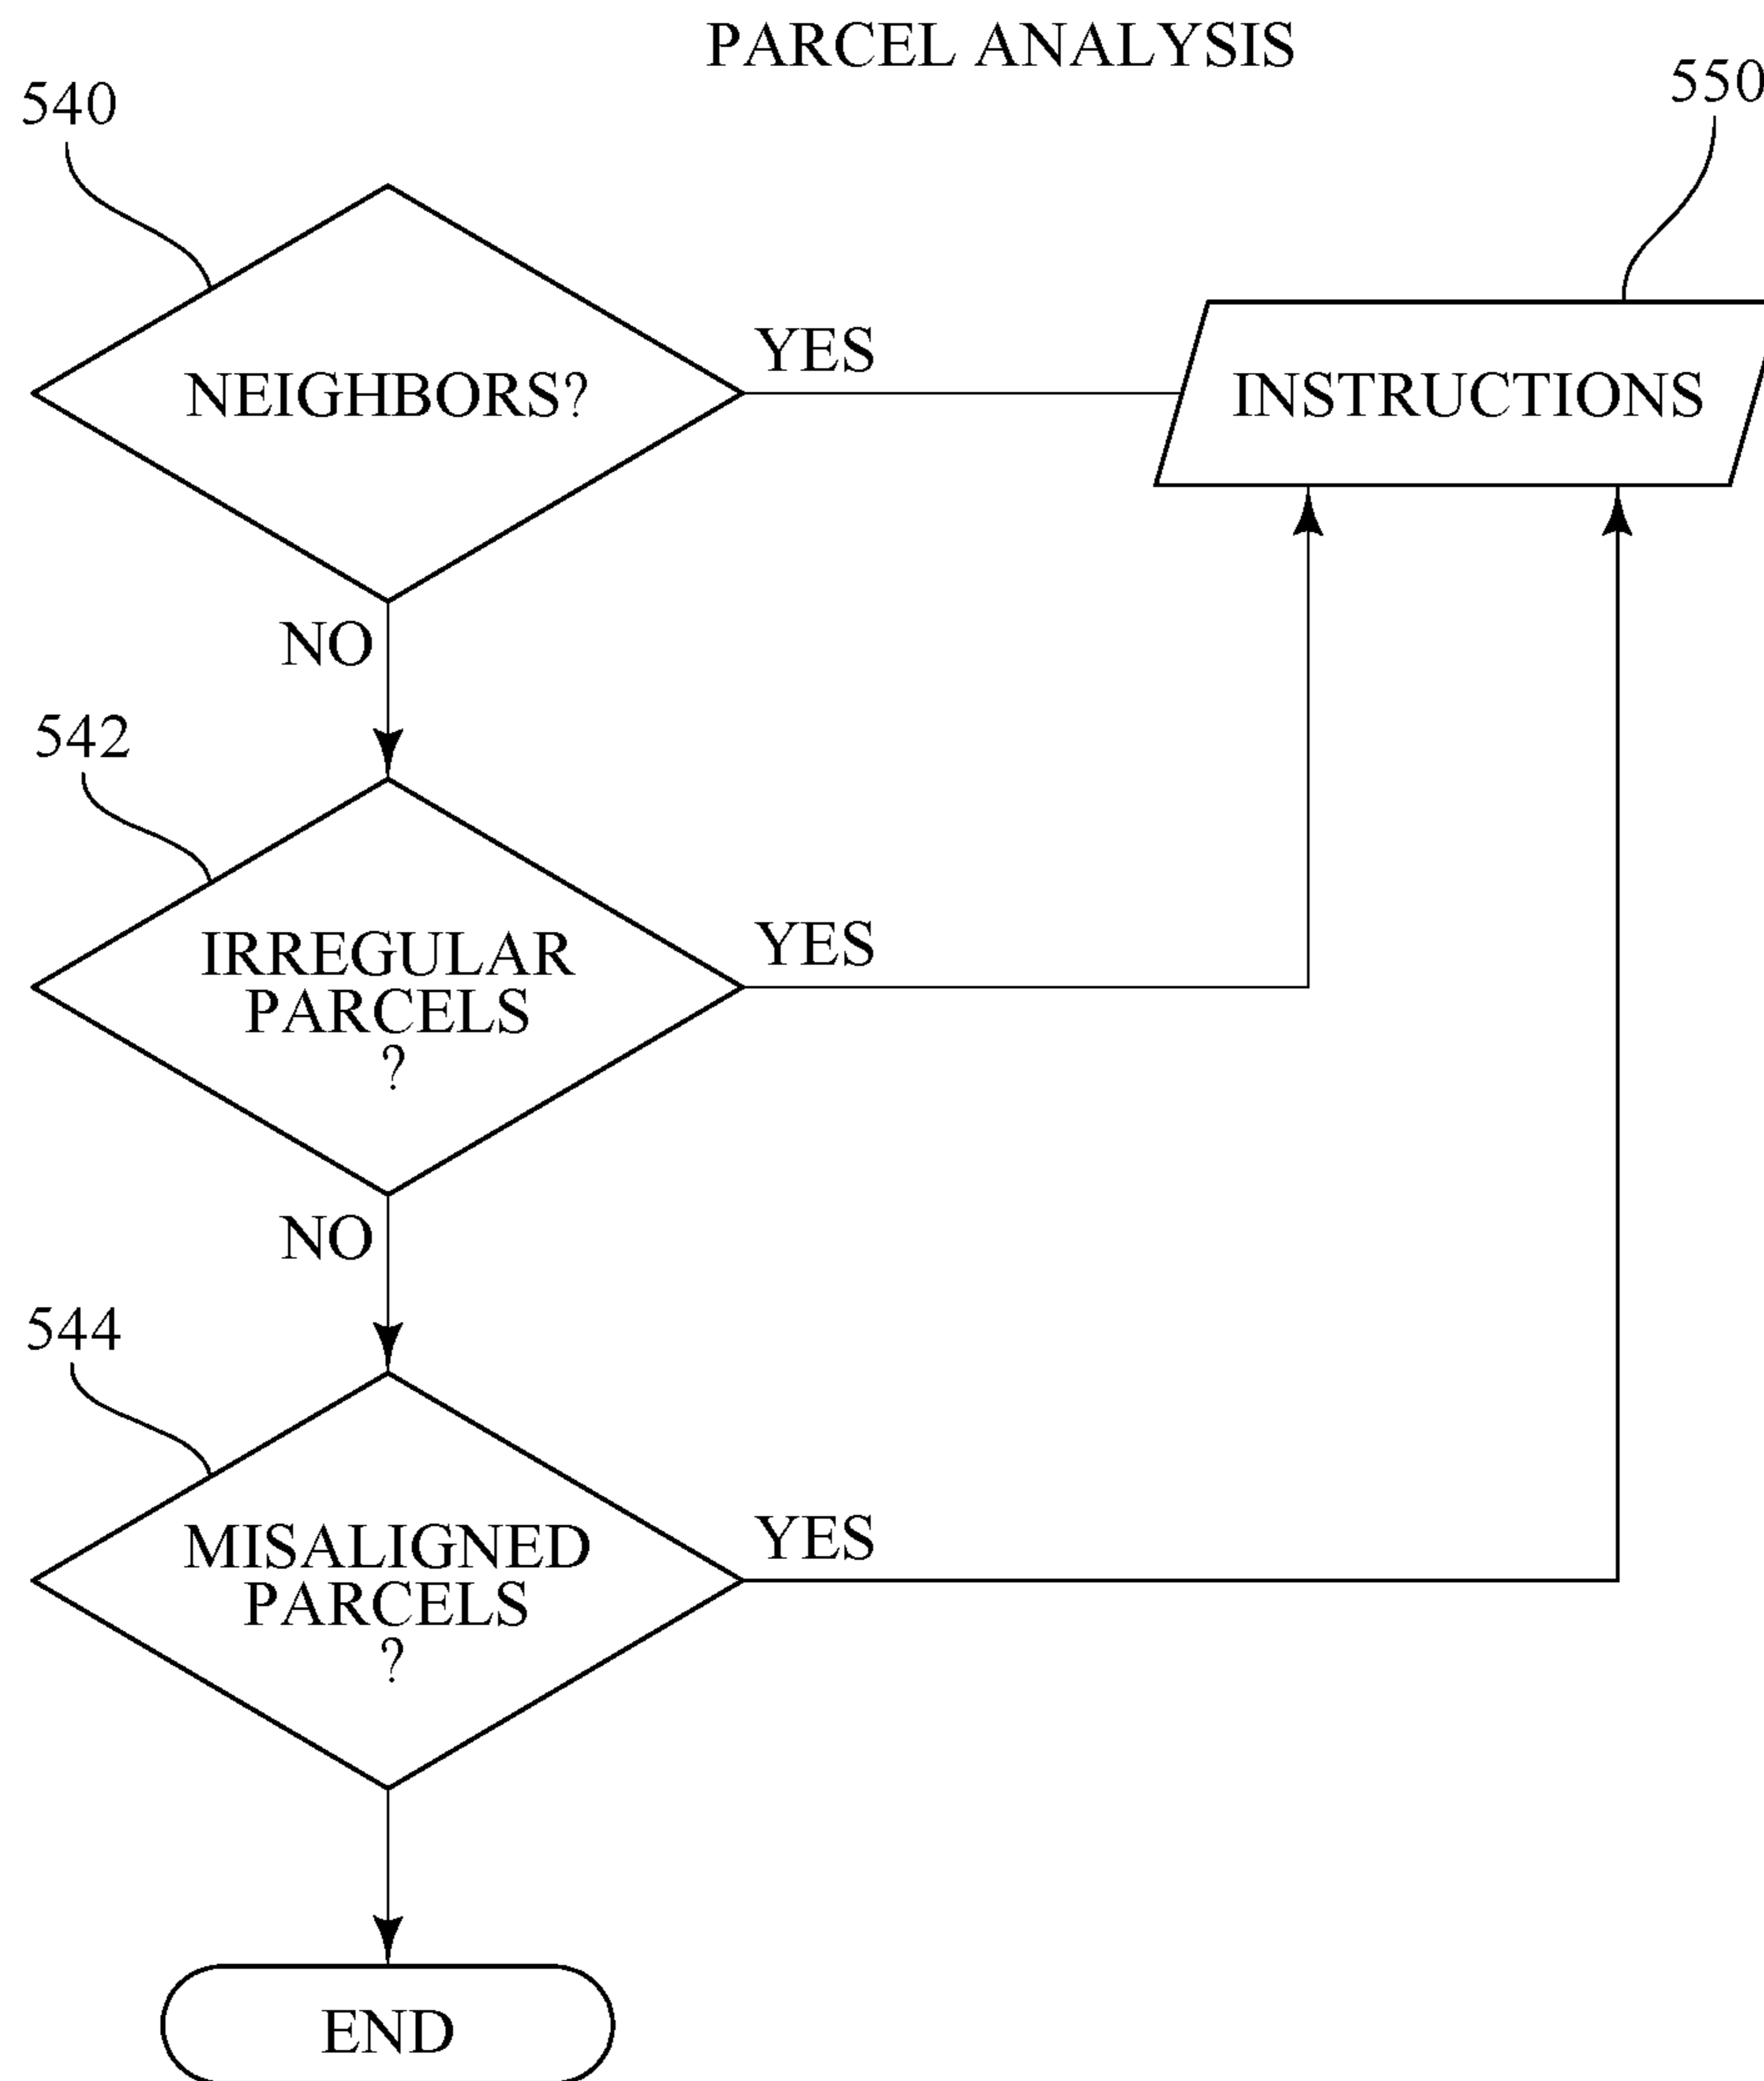 PARCEL ANALYSIS
540
550
NEIGHBORS?
YES
INSTRUCTIONS
NO
542
IRREGULAR
PARCELS
?
YES
NO
544
MISALIGNED
PARCELS
?
YES
END